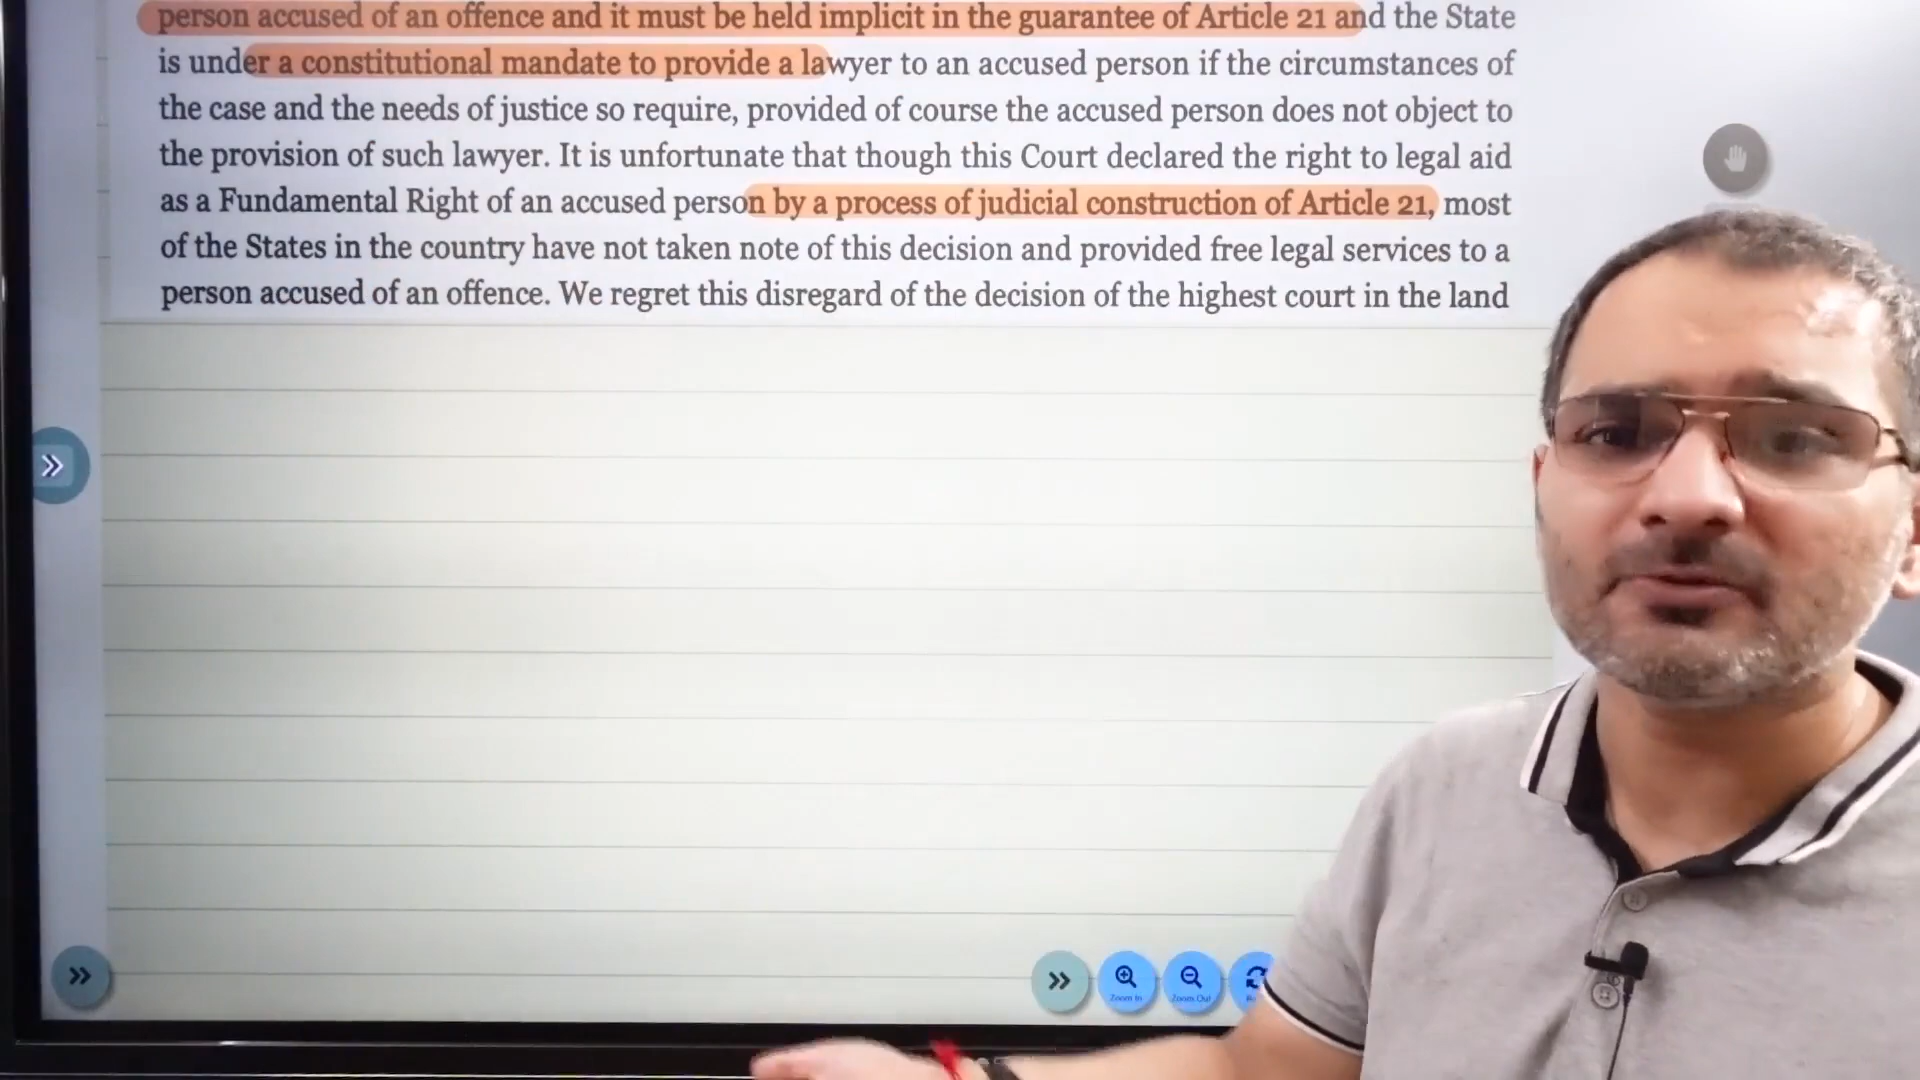 person accused of an offence and it must be held implicit in the guarantee of Article 21 and the State
is under a constitutional mandate to provide a lawyer to an accused person if the circumstances of
the case and the needs of justice so require, provided of course the accused person does not object to
the provision of such lawyer. It is unfortunate that though this Court declared the right to legal aid
as a Fundamental Right of an accused person by a process of judicial construction of Article 21, most
of the States in the country have not taken note of this decision and provided free legal services to a
person accused of an offence. We regret this disregard of the decision of the highest court in the land
Zoom In
Zoom Out